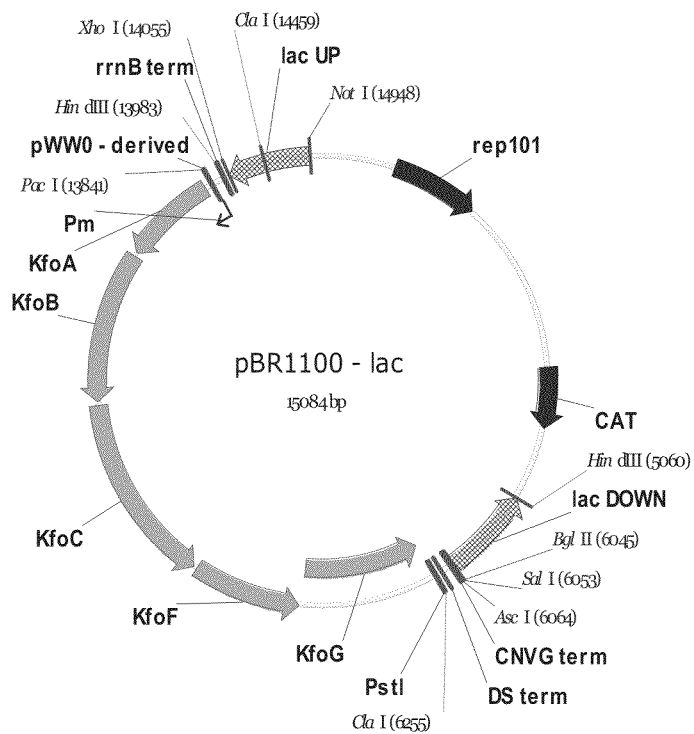 Xho I (14055)
Cla I (14459)
lac UP
rrnB term
Hin dIII (13983)
Not I (14948)
pWW0 - derived
rep101
Pac I (13841)
Pm
KfoA
KfoB
pBR1100 - lac
15084 bp
CAT
Hin dIII (5060)
lac DOWN
Bgl II (6045)
KfoC
Sal I (6053)
Asc I (6064)
KfoF
CNVG term
KfoG
PstI
DS term
Cla I (6255)